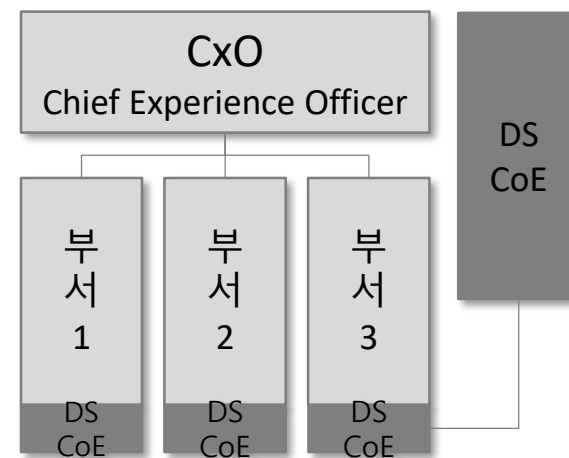 CxO
Chief Experience Officer
DS
CoE
부
서
1
부
서
2
부
서
3
DS
CoE
DS
CoE
DS
CoE